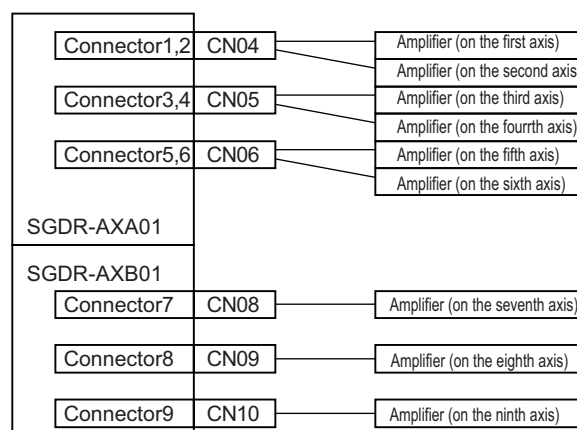 Connector1,2 CN04 Amplifier (on the first axis)
Amplifier (on the second axis
Connector3,4 CN05 Amplifier (on the third axis)
Amplifier (on the fourrth axis)
Connector5,6 CN06 Amplifier (on the fifth axis)
Amplifier (on the sixth axis)
SGDR-AXA01
SGDR-AXB01
Connector7 CN08 Amplifier (on the seventh axis)
Connector8 CN09 Amplifier (on the eighth axis)
Connector9 CN10 Amplifier (on the ninth axis)